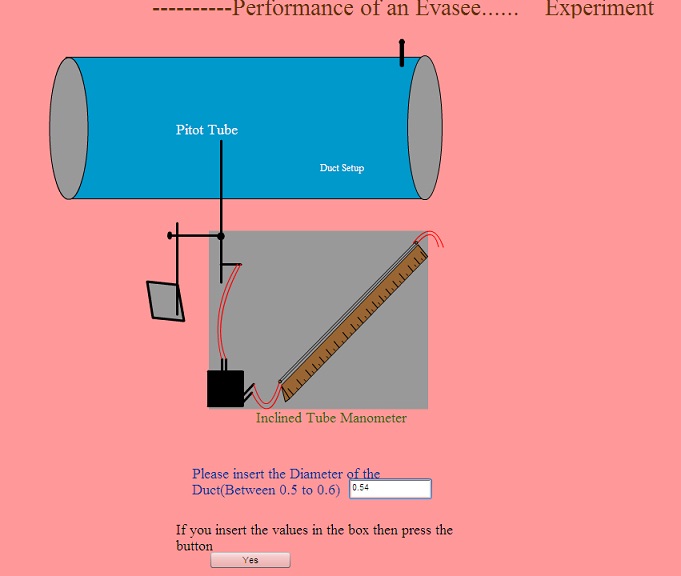 ----------Performance of an Evasee...... Experiment
Pitot Tube
Duct Setup
Inclined Tube Manometer
Please insert the Diameter of the
Duct(Between 0.5 to 0.6) 0.54
If you insert the values in the box then press the
button
Yes